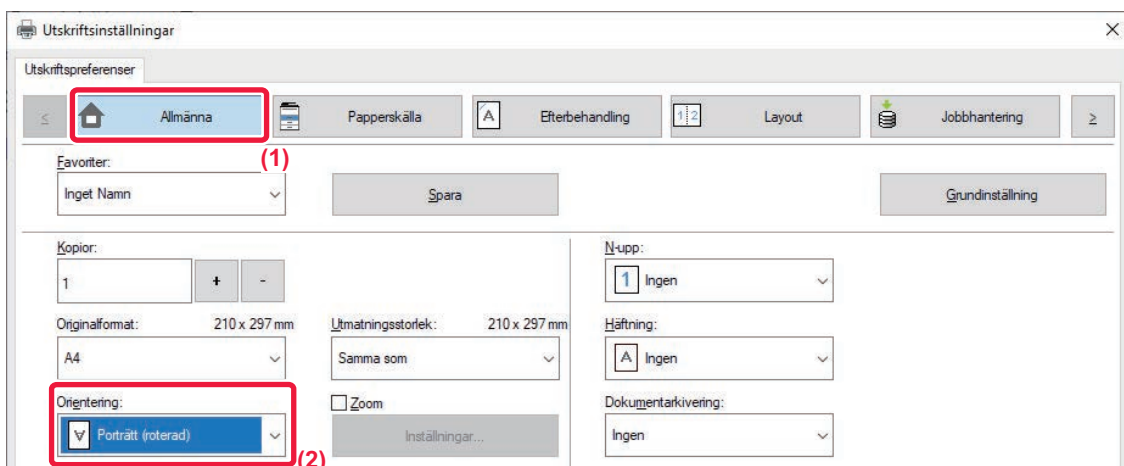 Utskriftsinställningar
Utskriftspreferenser
< Allmänna Papperskälla Efterbehandling Layout Jobbhantering >
(1)
Favoriter:
Inget Namn Spara Grundinställning
Kopior: N-upp:
1 + - 1 Ingen
Originalformat: 210 x 297 mm Utmatningsstorlek: 210 x 297 mm Häftning:
A4 Samma som A Ingen
Orientering: Zoom Dokumentarkivering:
A Porträtt (roterad) Inställningar... Ingen
(2)